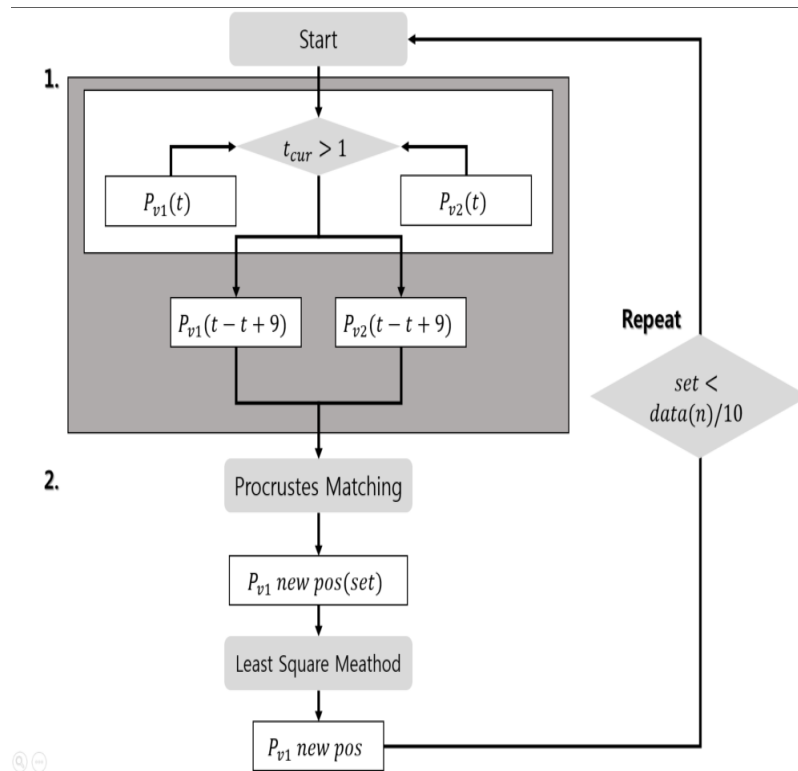 Start
1.
t_cur > 1
P_v1(t)
P_v2(t)
P_v1(t − t + 9)
P_v2(t − t + 9)
Repeat
set <
data(n)/10
2.
Procrustes Matching
P_v1 new pos(set)
Least Square Meathod
P_v1 new pos